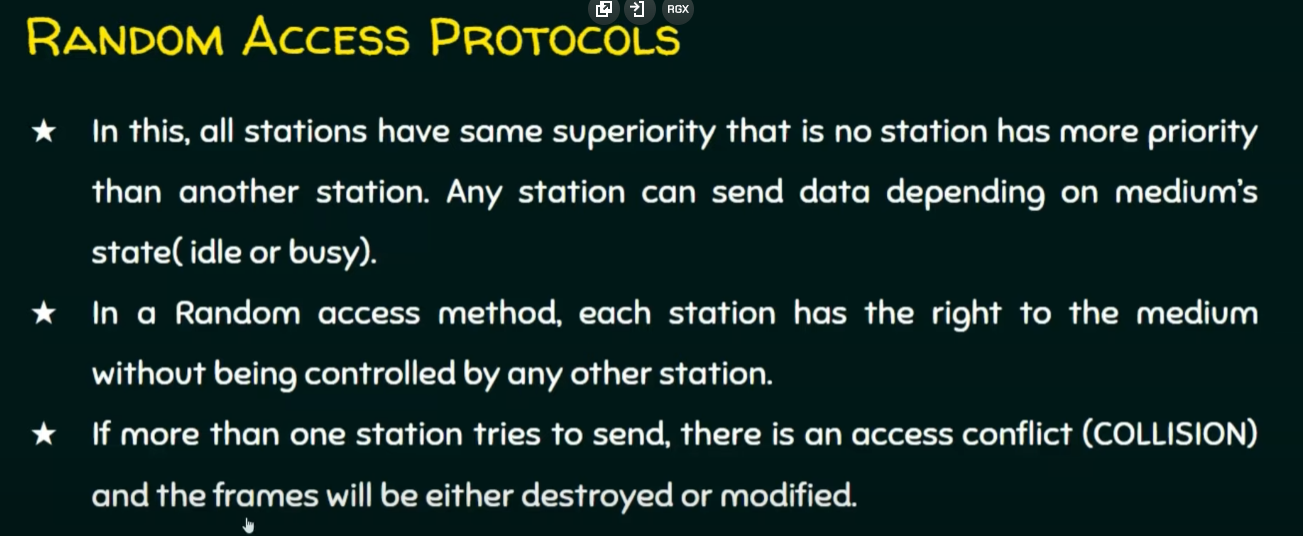 RGX
RANDOM ACCESS PROTOCOLS
★ In this, all stations have same superiority that is no station has more priority
than another station. Any station can send data depending on medium's
state( idle or busy).
★ In a Random access method, each station has the right to the medium
without being controlled by any other station.
★ If more than one station tries to send, there is an access conflict (COLLISION)
and the frames will be either destroyed or modified.